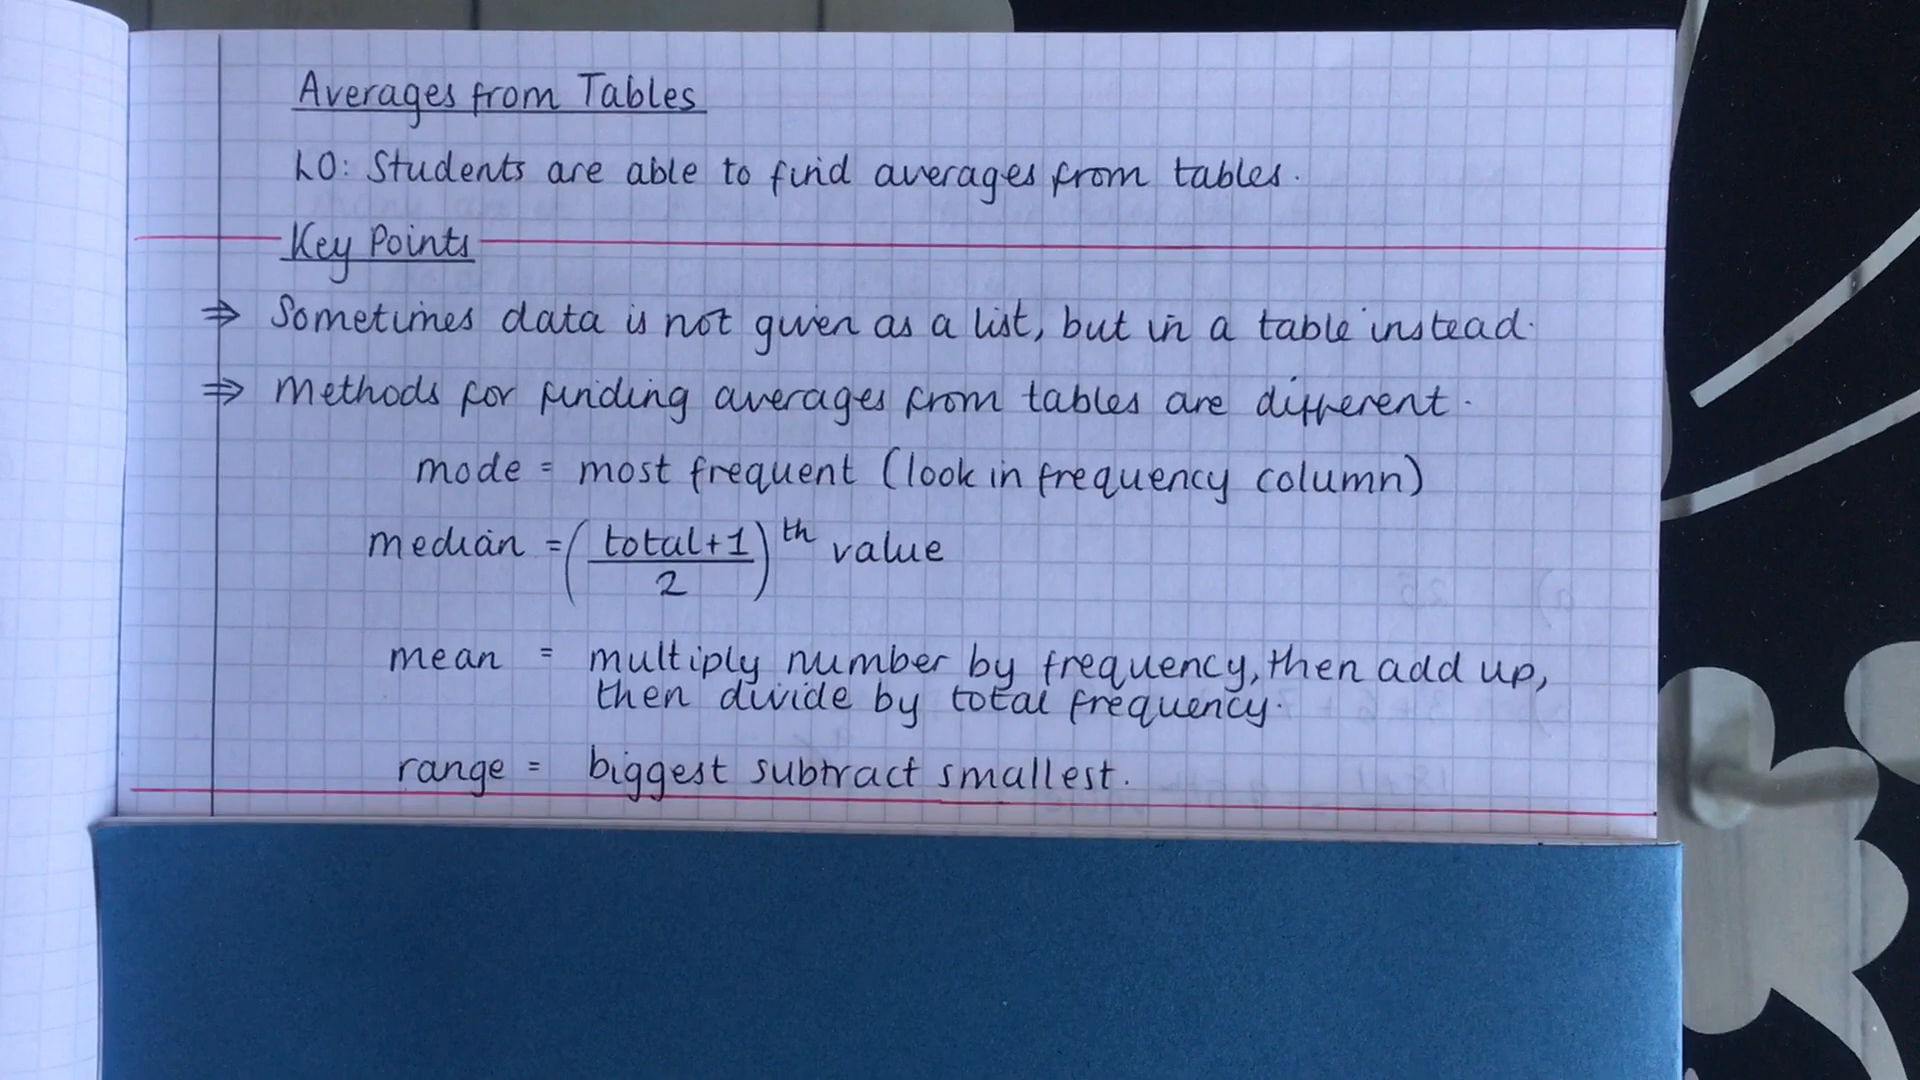 Averages from Tables
LO: Students are able to find averages from tables.
Key Points
⇒ Sometimes data is not given as a list, but in a table instead.
⇒ Methods for finding averages from tables are different.
mode = most frequent (look in frequency column)
median = (total+1 / 2)th value
mean = multiply number by frequency, then add up,
then divide by total frequency.
range = biggest subtract smallest.